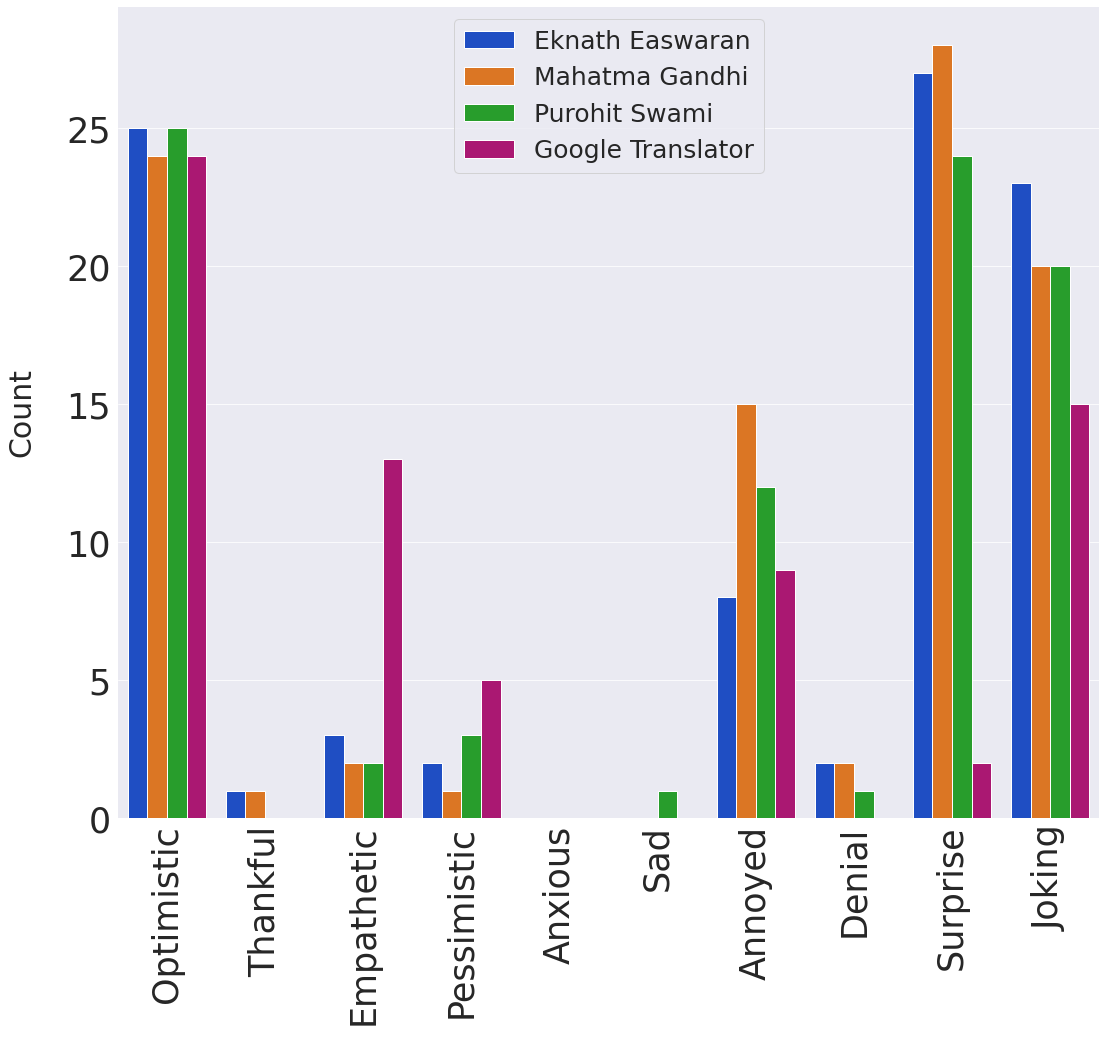 Eknath Easwaran
Mahatma Gandhi
Purohit Swami
Google Translator
Count
25
20
15
10
5
0
Optimistic
Thankful
Empathetic
Pessimistic
Anxious
Sad
Annoyed
Denial
Surprise
Joking